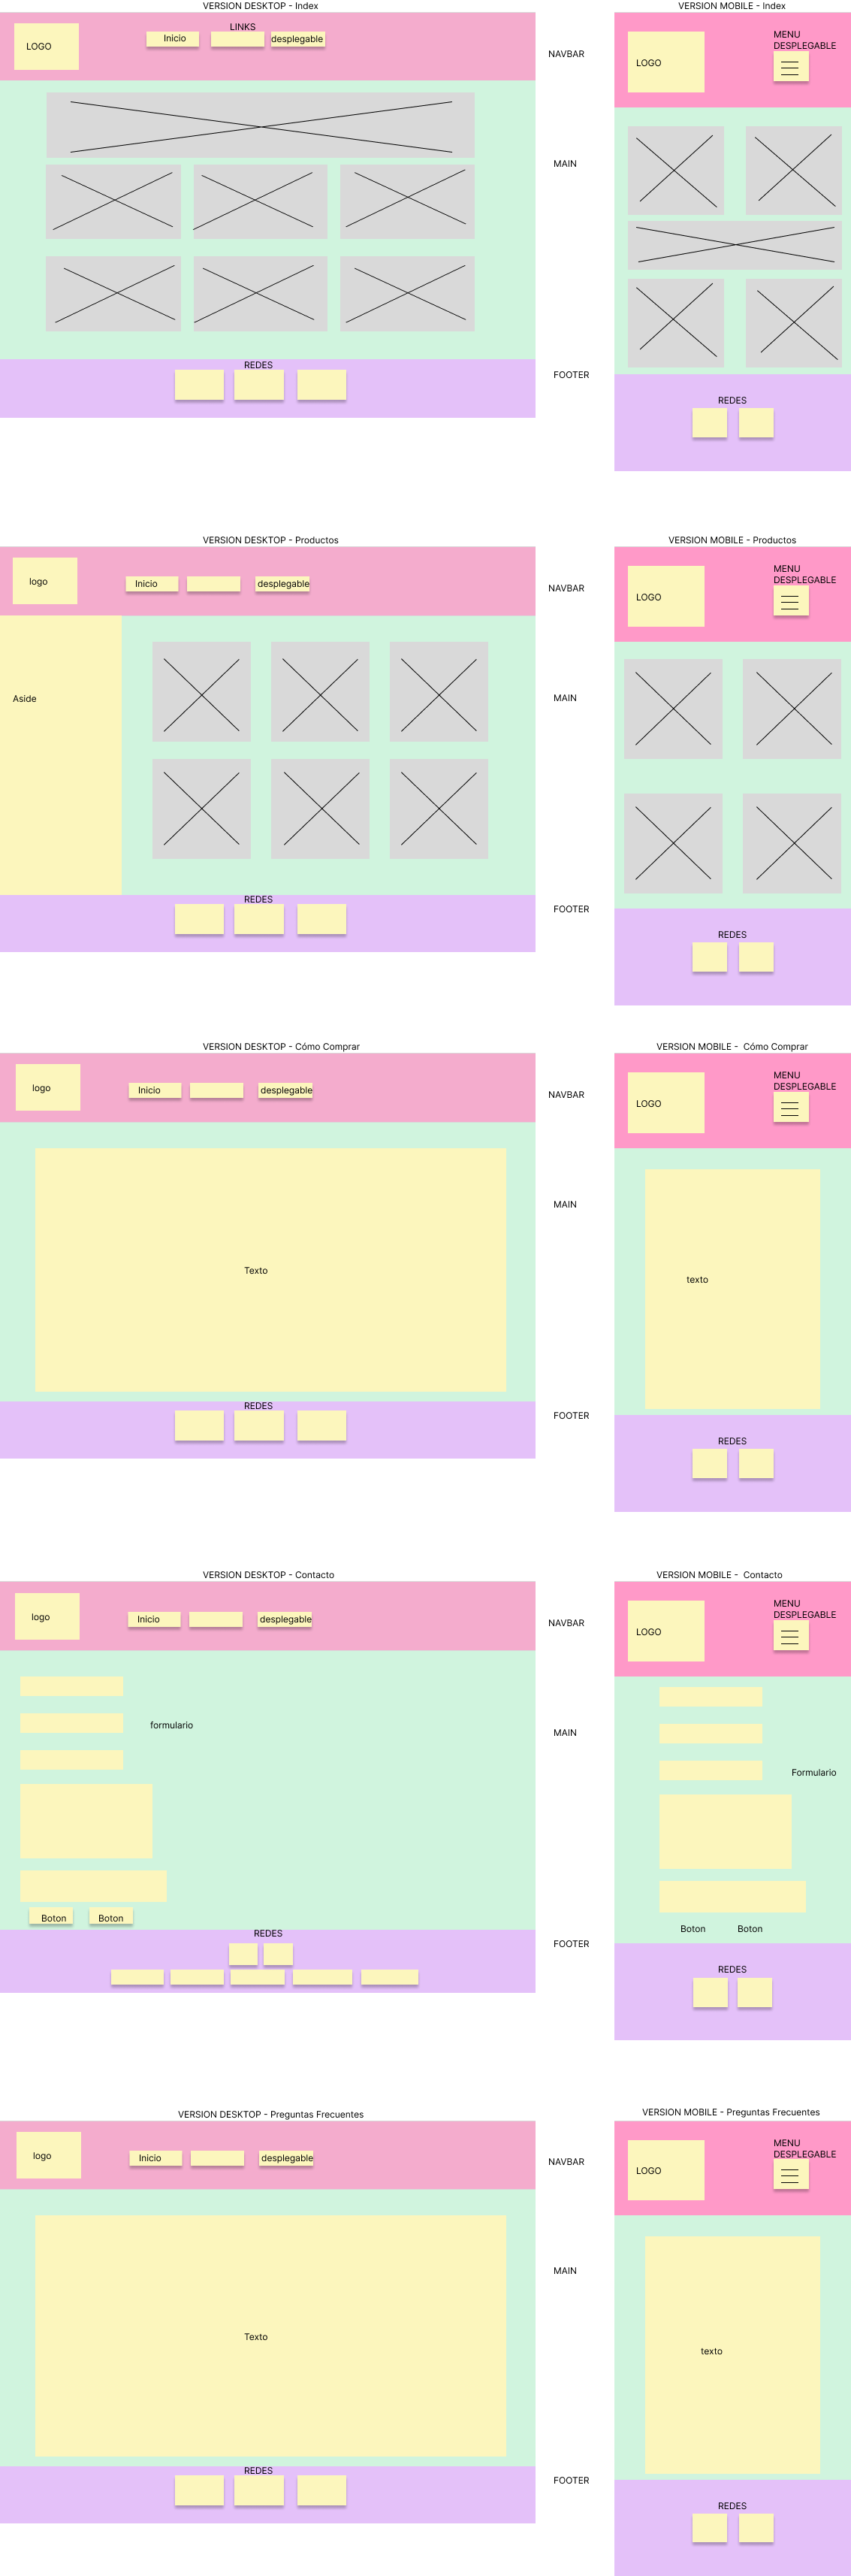 VERSION DESKTOP - Index
LINKS
LOGO
Inicio
desplegable
NAVBAR
MAIN
REDES
FOOTER
VERSION MOBILE - Index
MENU
DESPLEGABLE
LOGO
REDES
VERSION DESKTOP - Productos
logo
Inicio
desplegable
NAVBAR
Aside
MAIN
REDES
FOOTER
VERSION MOBILE - Productos
MENU
DESPLEGABLE
LOGO
REDES
VERSION DESKTOP - Cómo Comprar
logo
Inicio
desplegable
NAVBAR
MAIN
Texto
REDES
FOOTER
VERSION MOBILE - Cómo Comprar
MENU
DESPLEGABLE
LOGO
texto
REDES
VERSION DESKTOP - Contacto
logo
Inicio
desplegable
NAVBAR
formulario
MAIN
Boton
Boton
REDES
FOOTER
VERSION MOBILE - Contacto
MENU
DESPLEGABLE
LOGO
Formulario
Boton
Boton
REDES
VERSION DESKTOP - Preguntas Frecuentes
logo
Inicio
desplegable
NAVBAR
MAIN
Texto
REDES
FOOTER
VERSION MOBILE - Preguntas Frecuentes
MENU
DESPLEGABLE
LOGO
texto
REDES